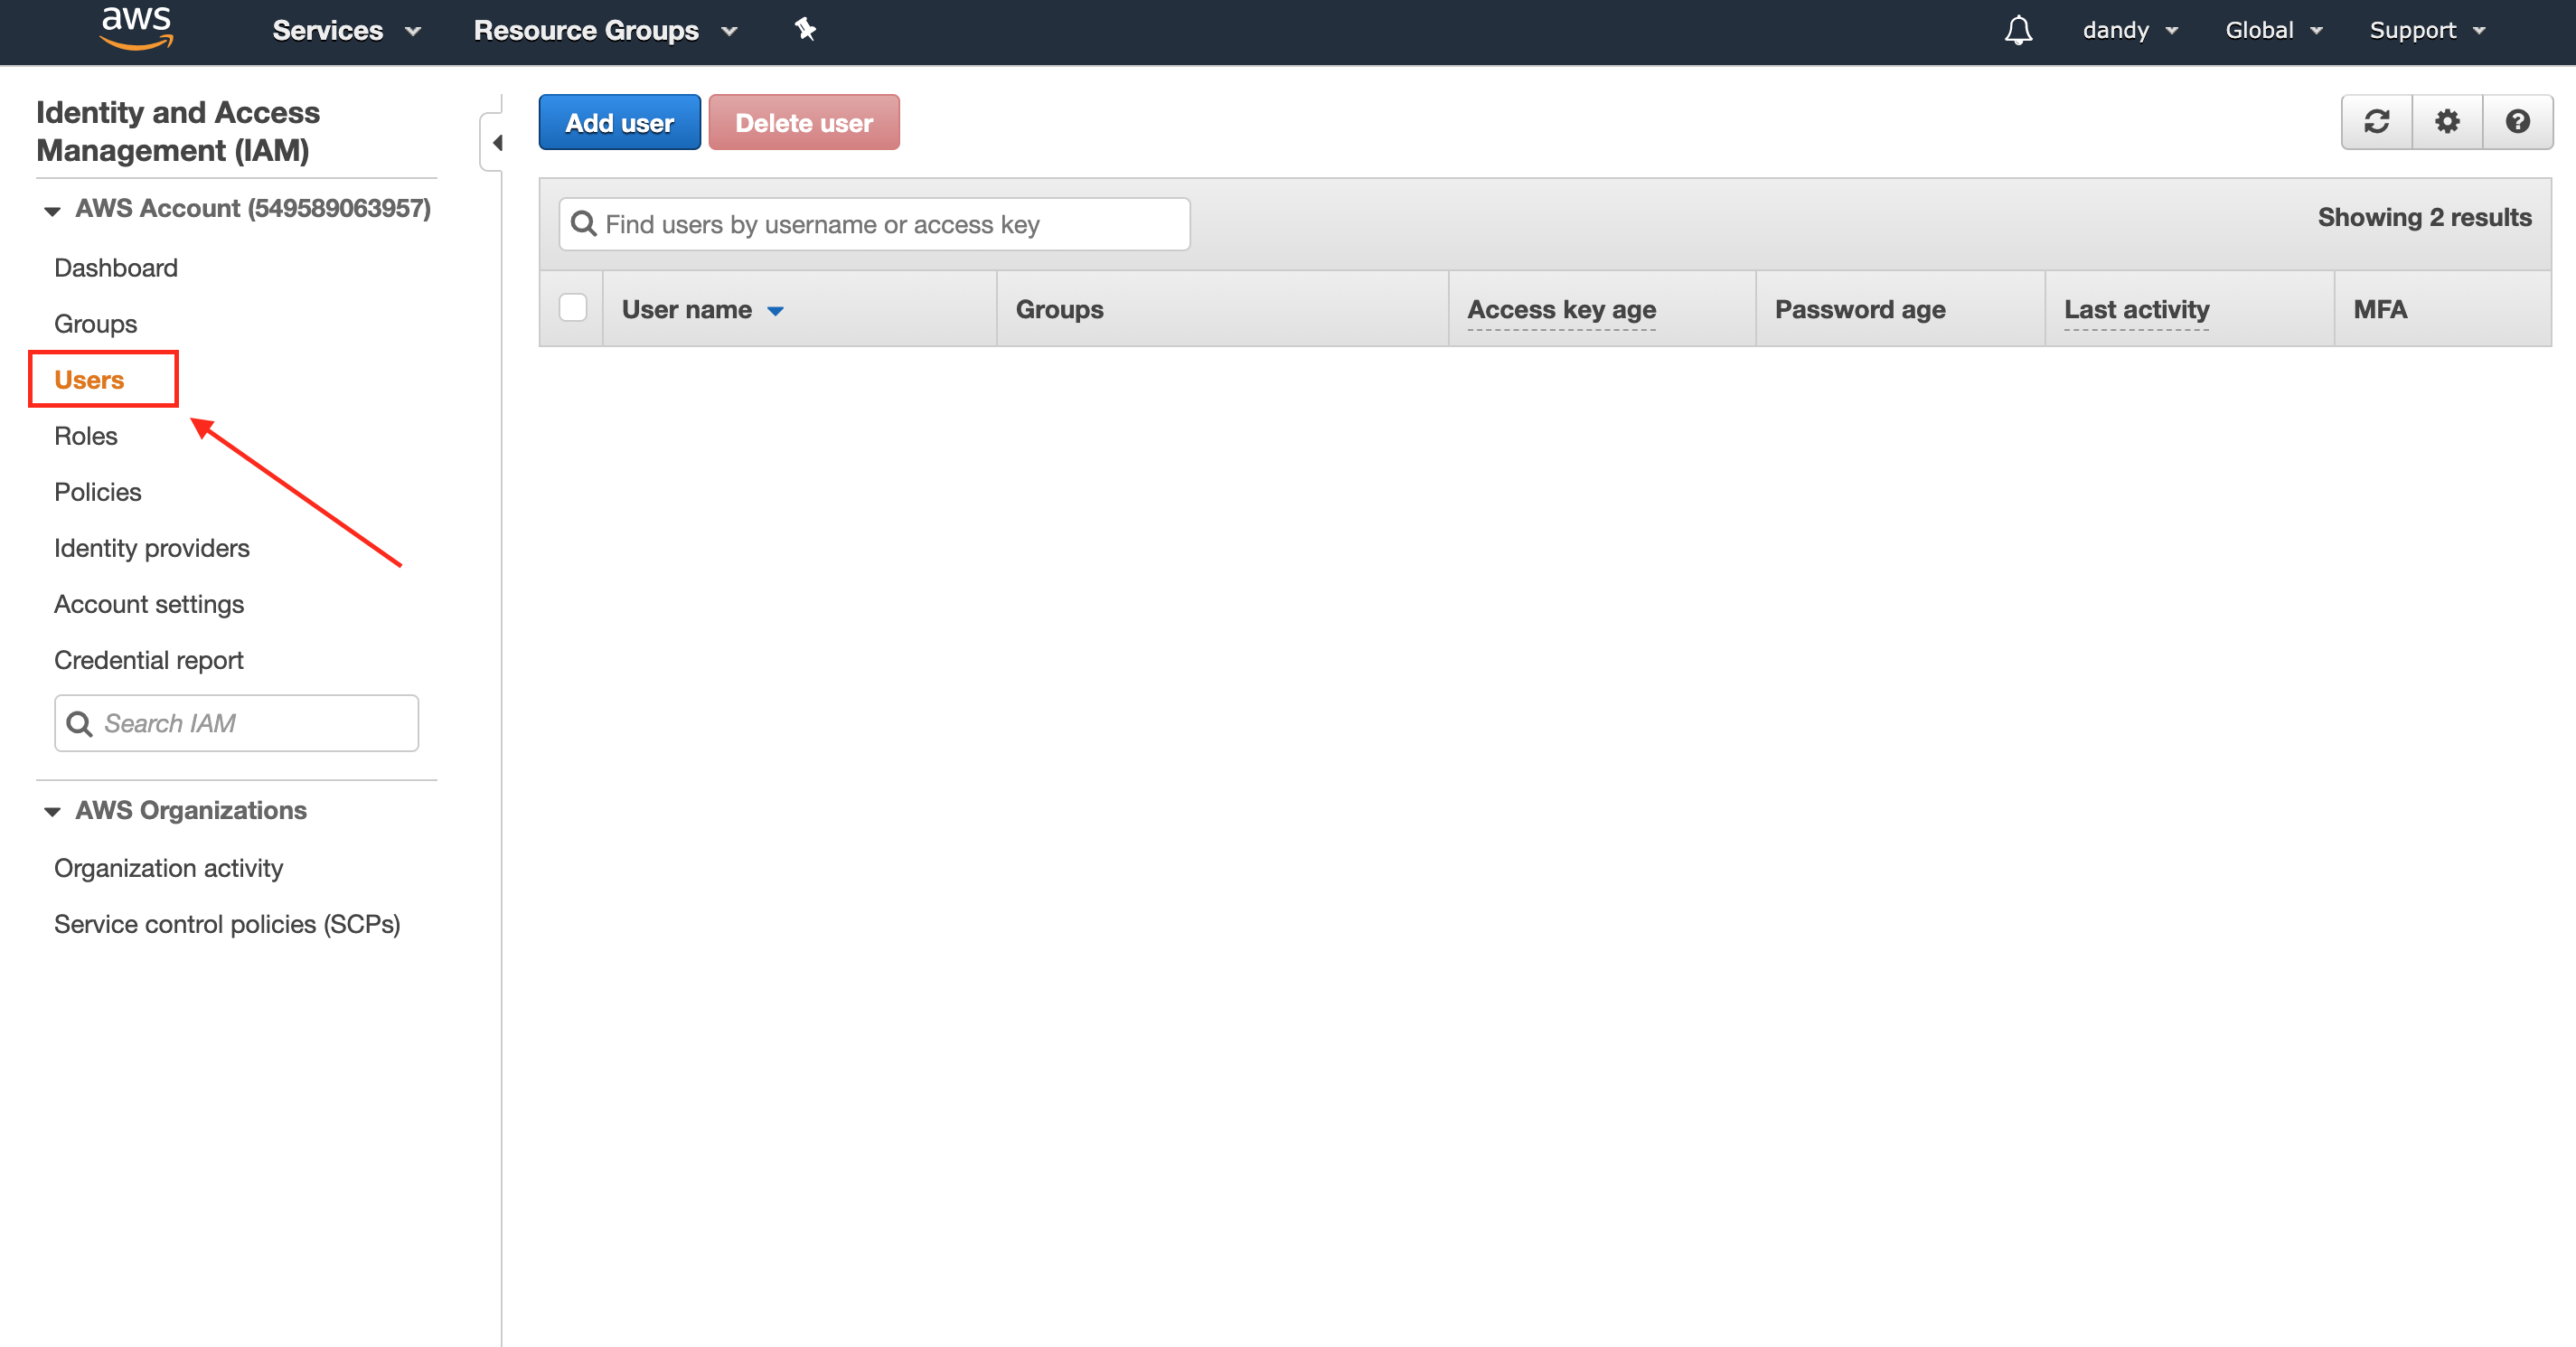 aws Services Resource Groups dandy Global Support
Identity and Access
Management (IAM)
AWS Account (549589063957)
Dashboard
Groups
Users
Roles
Policies
Identity providers
Account settings
Credential report
Search IAM
AWS Organizations
Organization activity
Service control policies (SCPs)
Add user Delete user
Find users by username or access key Showing 2 results
User name Groups Access key age Password age Last activity MFA